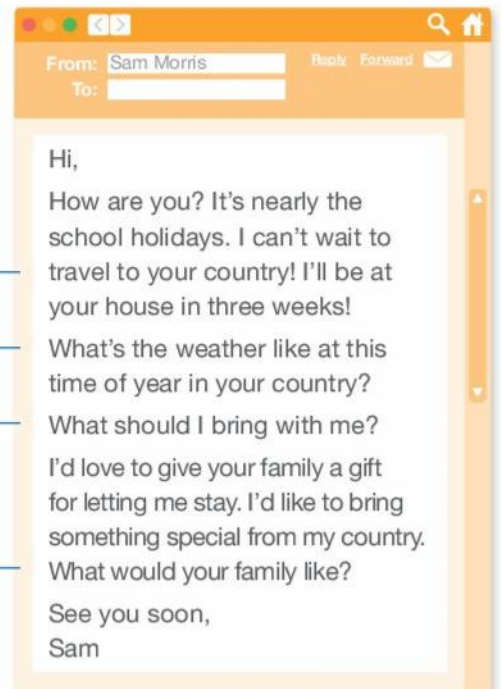 From: Sam Morris
Reply Forward
To:
Hi,
How are you? It's nearly the
school holidays. I can't wait to
travel to your country! I'll be at
your house in three weeks!
What's the weather like at this
time of year in your country?
What should I bring with me?
I'd love to give your family a gift
for letting me stay. I'd like to bring
something special from my country.
What would your family like?
See you soon,
Sam